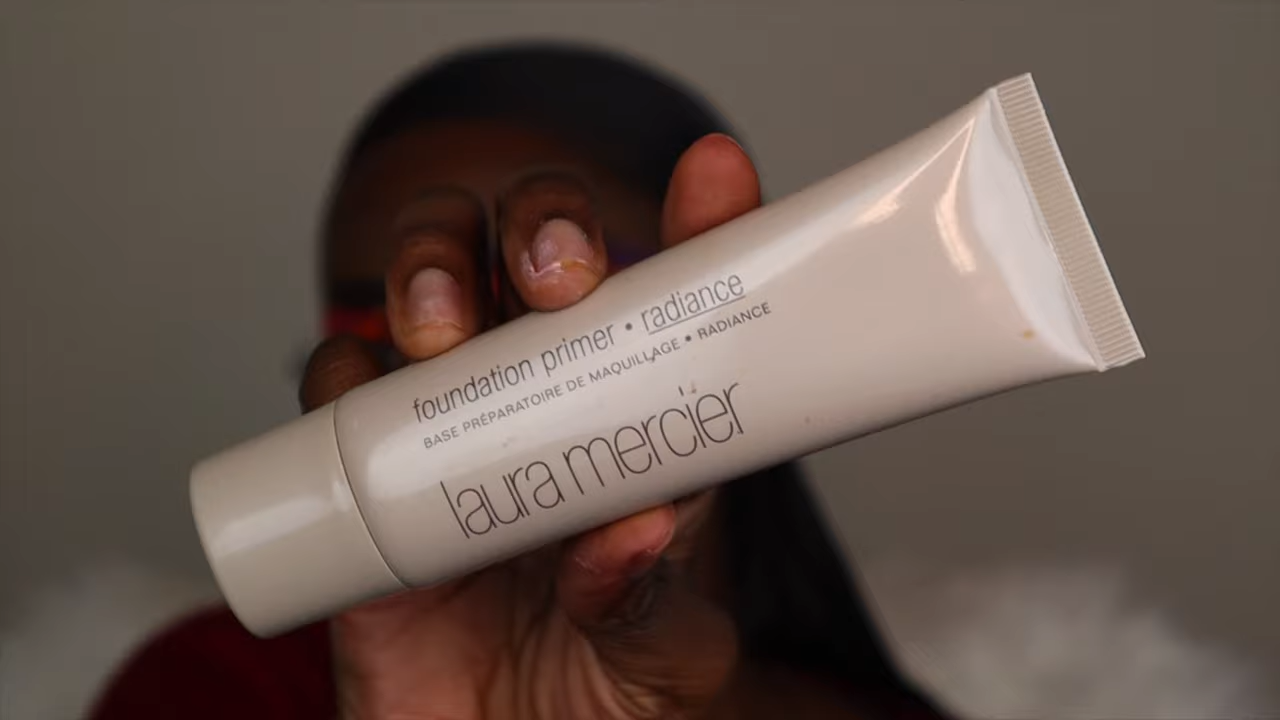 foundation primer • radiance
BASE PRÉPARATOIRE DE MAQUILLAGE • RADIANCE
laura mercier